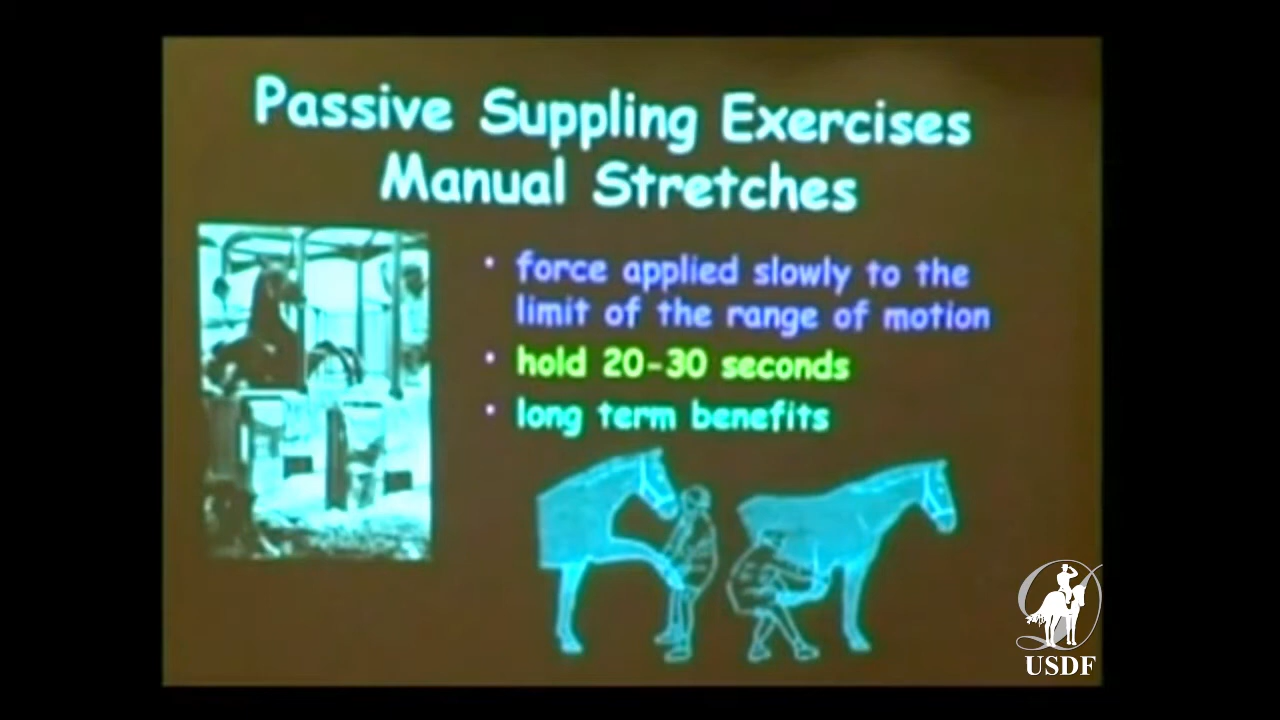 Passive Suppling Exercises
Manual Stretches
• force applied slowly to the
limit of the range of motion
• hold 20-30 seconds
• long term benefits
USDF